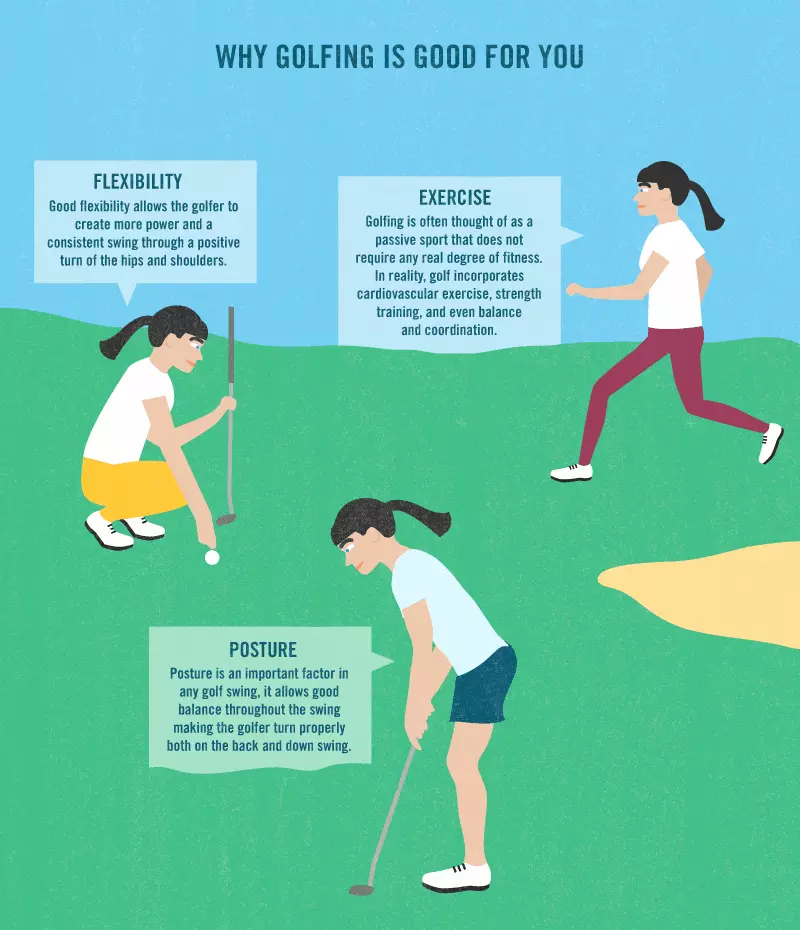 WHY GOLFING IS GOOD FOR YOU
FLEXIBILITY
Good flexibility allows the golfer to
create more power and a
consistent swing through a positive
turn of the hips and shoulders.
EXERCISE
Golfing is often thought of as a
passive sport that does not
require any real degree of fitness.
In reality, golf incorporates
cardiovascular exercise, strength
training, and even balance
and coordination.
POSTURE
Posture is an important factor in
any golf swing, it allows good
balance throughout the swing
making the golfer turn properly
both on the back and down swing.